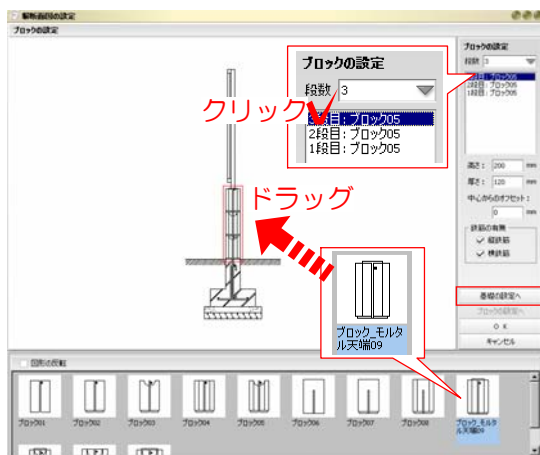 縦断面図の設定
ブロックの設定
ブロックの設定
段数 3
3段目:ブロック05
2段目:ブロック05
1段目:ブロック05
高さ: 200 mm
厚さ: 120 mm
中心からのオフセット:
0 mm
鉄筋の有無
縦鉄筋
横鉄筋
基礎の設定へ
ブロックの設定へ
OK
キャンセル
ブロックの設定
段数 3
クリック
3段目:ブロック05
2段目:ブロック05
1段目:ブロック05
ドラッグ
ブロック_モルタ
ル天端09
図形の反転
ブロック01
ブロック02
ブロック03
ブロック04
ブロック05
ブロック06
ブロック07
ブロック08
ブロック_モルタ
ル天端09